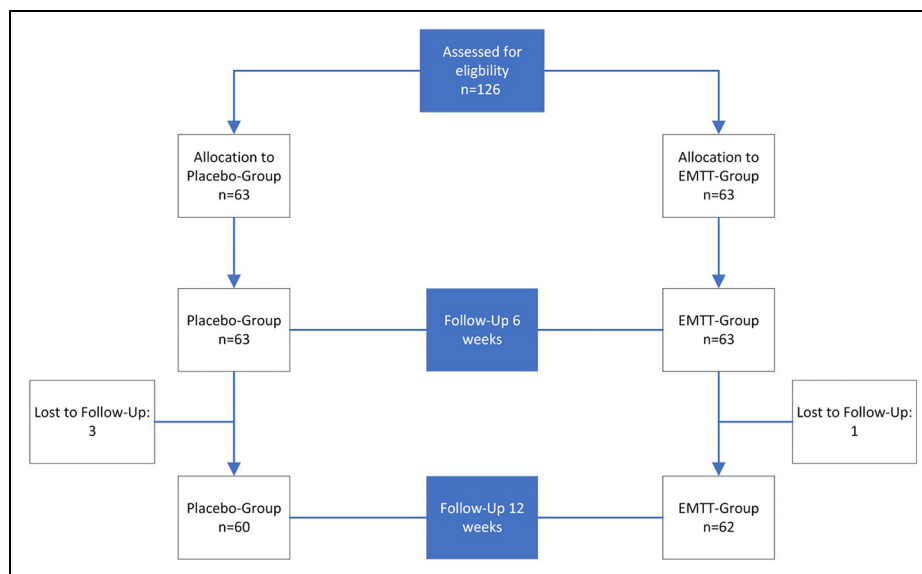 Assessed for
eligbility
n=126
Allocation to
Placebo-Group
n=63
Allocation to
EMTT-Group
n=63
Placebo-Group
n=63
Follow-Up 6
weeks
EMTT-Group
n=63
Lost to Follow-Up:
3
Lost to Follow-Up:
1
Placebo-Group
n=60
Follow-Up 12
weeks
EMTT-Group
n=62